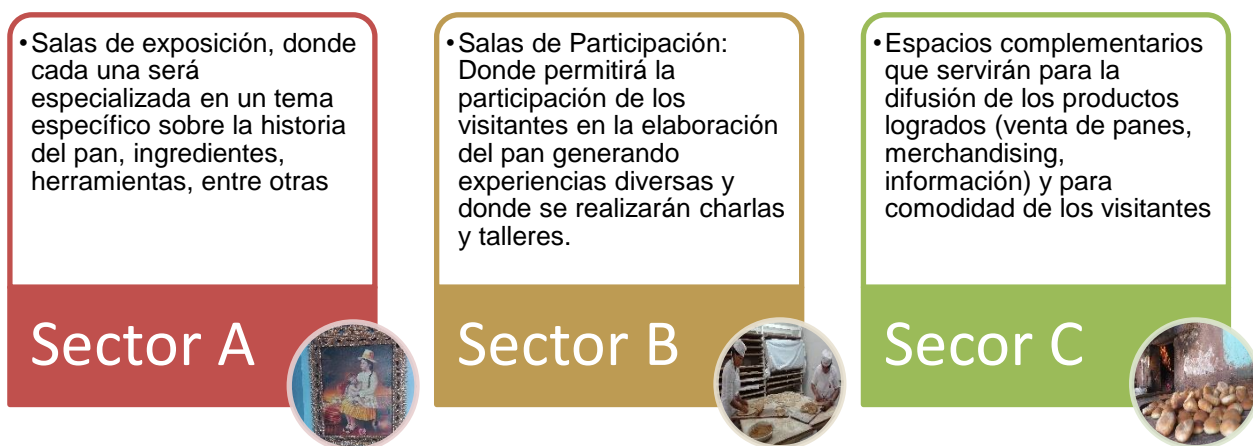 •Salas de exposición, donde
cada una será
especializada en un tema
específico sobre la historia
del pan, ingredientes,
herramientas, entre otras
Sector A
•Salas de Participación:
Donde permitirá la
participación de los
visitantes en la elaboración
del pan generando
experiencias diversas y
donde se realizarán charlas
y talleres.
Sector B
•Espacios complementarios
que servirán para la
difusión de los productos
logrados (venta de panes,
merchandising,
información) y para
comodidad de los visitantes
Secor C